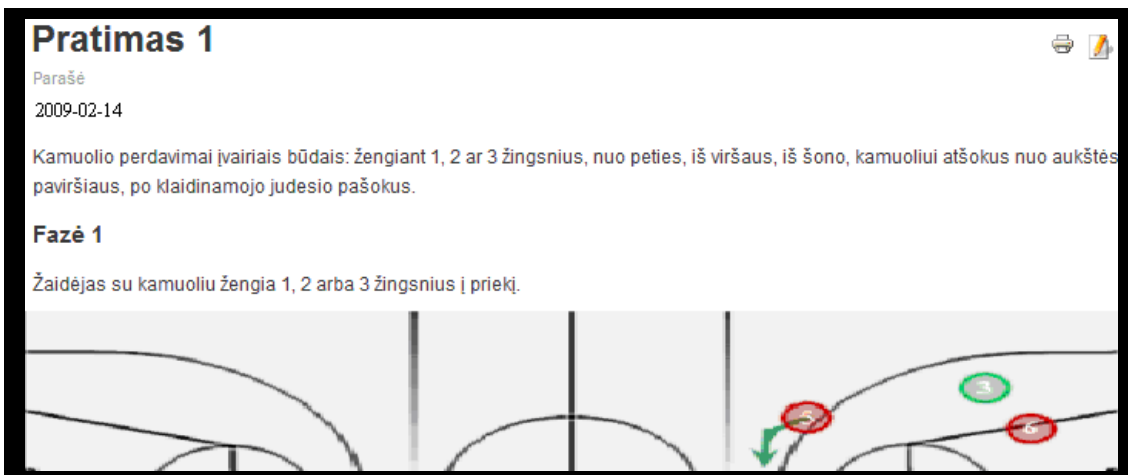 Pratimas 1
Parašė
2009-02-14
Kamuolio perdavimai įvairiais būdais: žengiant 1, 2 ar 3 žingsnius, nuo peties, iš viršaus, iš šono, kamuoliui atšokus nuo aukštės
paviršiaus, po klaidinamojo judesio pašokus.
Fazė 1
Žaidėjas su kamuoliu žengia 1, 2 arba 3 žingsnius į priekį.
3
5
6